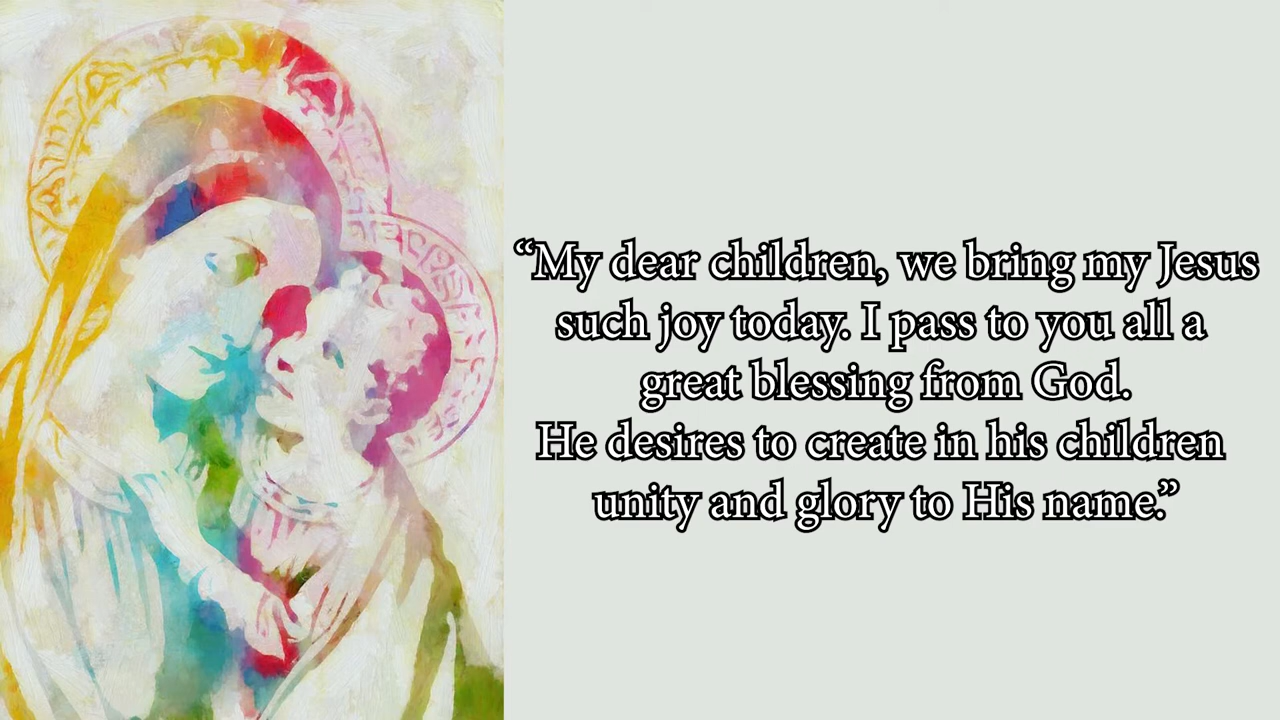 “My dear children, we bring my Jesus
such joy today. I pass to you all a
great blessing from God.
He desires to create in his children
unity and glory to His name.”